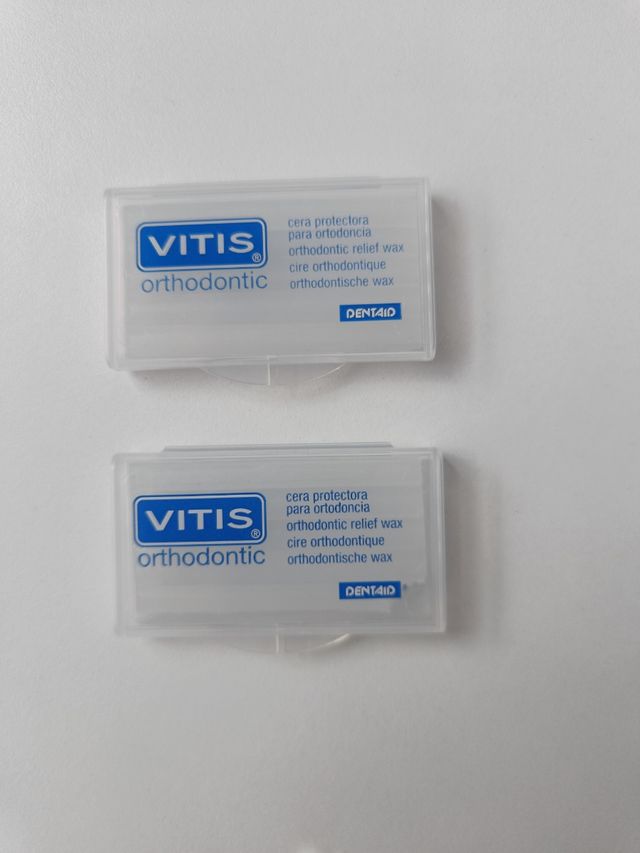 VITIS®
orthodontic
cera protectora
para ortodoncia
orthodontic relief wax
cire orthodontique
orthodontische wax
DENTAID
VITIS®
orthodontic
cera protectora
para ortodoncia
orthodontic relief wax
cire orthodontique
orthodontische wax
DENTAID